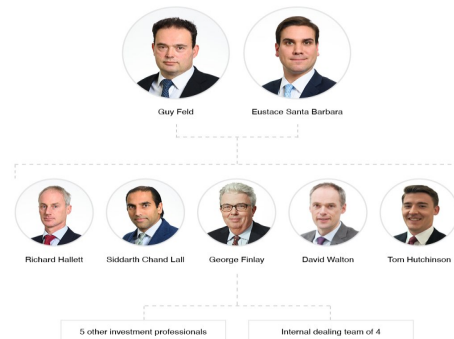 Guy Feld
Eustace Santa Barbara
Richard Hallett
Siddarth Chand Lall
George Finlay
David Walton
Tom Hutchinson
5 other investment professionals
Internal dealing team of 4